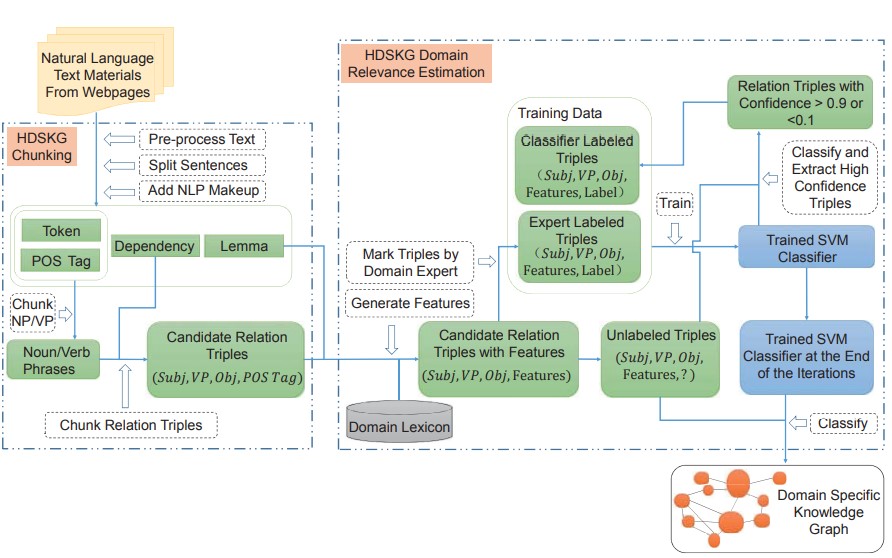 Natural Language
Text Materials
From Webpages
HDSKG
Chunking
Pre-process Text
Split Sentences
Add NLP Makeup
Token
POS Tag
Dependency
Lemma
Chunk
NP/VP
Noun/Verb
Phrases
Candidate Relation
Triples
(Subj, VP, Obj, POS Tag)
Chunk Relation Triples
HDSKG Domain
Relevance Estimation
Training Data
Classifier Labeled
Triples
(Subj, VP, Obj,
Features, Label)
Expert Labeled
Triples
(Subj, VP, Obj,
Features, Label)
Relation Triples with
Confidence > 0.9 or
<0.1
Classify and
Extract High
Confidence
Triples
Train
Trained SVM
Classifier
Mark Triples by
Domain Expert
Generate Features
Candidate Relation
Triples with Features
(Subj, VP, Obj, Features)
Unlabeled Triples
(Subj, VP, Obj,
Features, ? )
Trained SVM
Classifier at the End
of the Iterations
Domain Lexicon
Classify
Domain Specific
Knowledge
Graph